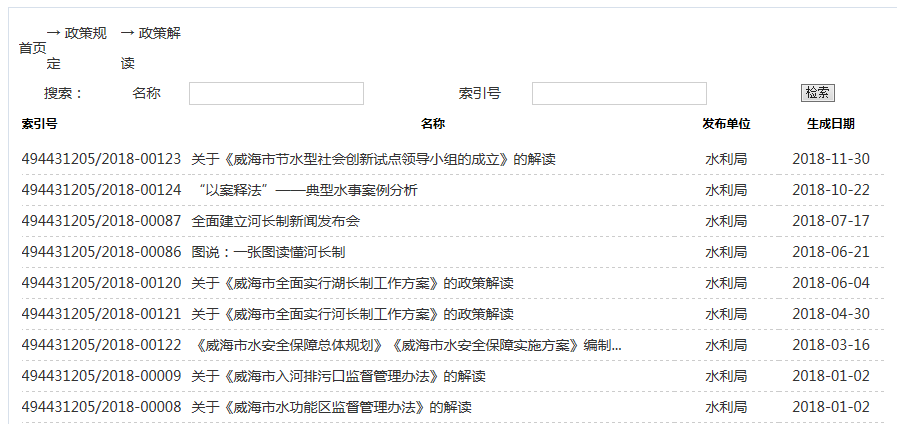 首页 → 政策规定 → 政策解读
搜索： 名称 索引号 检索
索引号 名称 发布单位 生成日期
494431205/2018-00123 关于《威海市节水型社会创新试点领导小组的成立》的解读 水利局 2018-11-30
494431205/2018-00124 “以案释法”——典型水事案例分析 水利局 2018-10-22
494431205/2018-00087 全面建立河长制新闻发布会 水利局 2018-07-17
494431205/2018-00086 图说：一张图读懂河长制 水利局 2018-06-21
494431205/2018-00120 关于《威海市全面实行湖长制工作方案》的政策解读 水利局 2018-06-04
494431205/2018-00121 关于《威海市全面实行河长制工作方案》的政策解读 水利局 2018-04-30
494431205/2018-00122 《威海市水安全保障总体规划》《威海市水安全保障实施方案》编制... 水利局 2018-03-16
494431205/2018-00009 关于《威海市入河排污口监督管理办法》的解读 水利局 2018-01-02
494431205/2018-00008 关于《威海市水功能区监督管理办法》的解读 水利局 2018-01-02